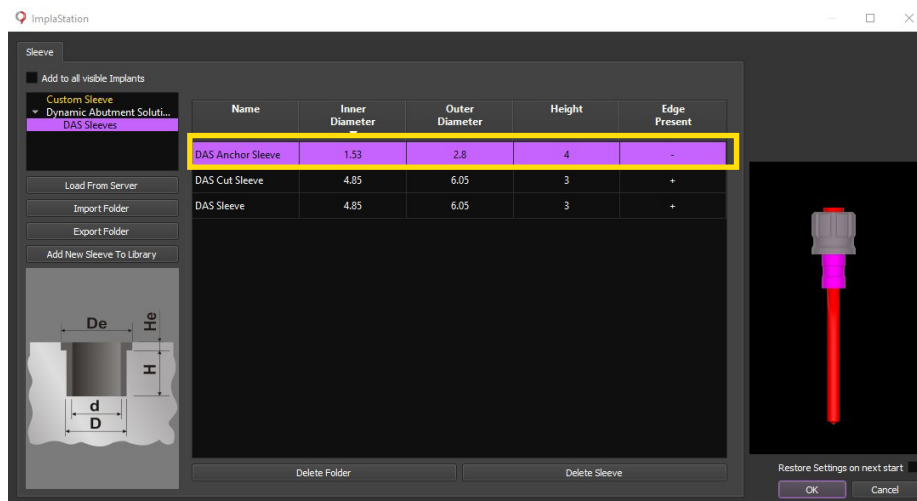 ImplaStation
Sleeve
Add to all visible Implants
Custom Sleeve
Dynamic Abutment Soluti...
DAS Sleeves
Load From Server
Import Folder
Export Folder
Add New Sleeve To Library
De
He
H
d
D
Name Inner Diameter Outer Diameter Height Edge Present
DAS Anchor Sleeve 1.53 2.8 4 -
DAS Cut Sleeve 4.85 6.05 3 +
DAS Sleeve 4.85 6.05 3 +
Delete Folder Delete Sleeve
Restore Settings on next start
OK Cancel